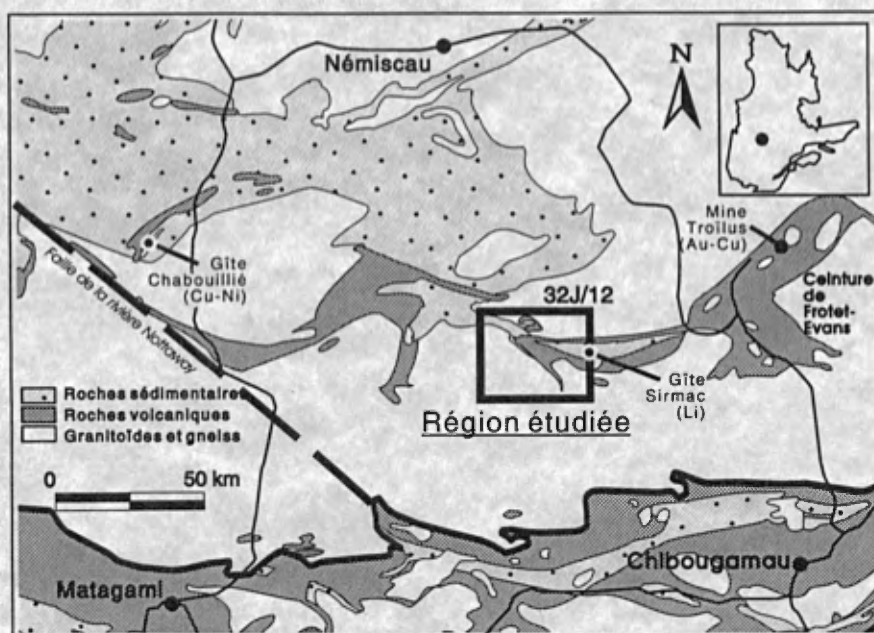 Némiscau
N
Mine
Troïlus
(Au-Cu)
Gîte
Chabouillié
(Cu-Ni)
Ceinture
de
Frotet-
Evans
32J/12
Faille de la rivière Nottaway
Gîte
Sirmac
(Li)
Région étudiée
Roches sédimentaires
Roches volcaniques
Granitoïdes et gneiss
0 50 km
Chibougamau
Matagami